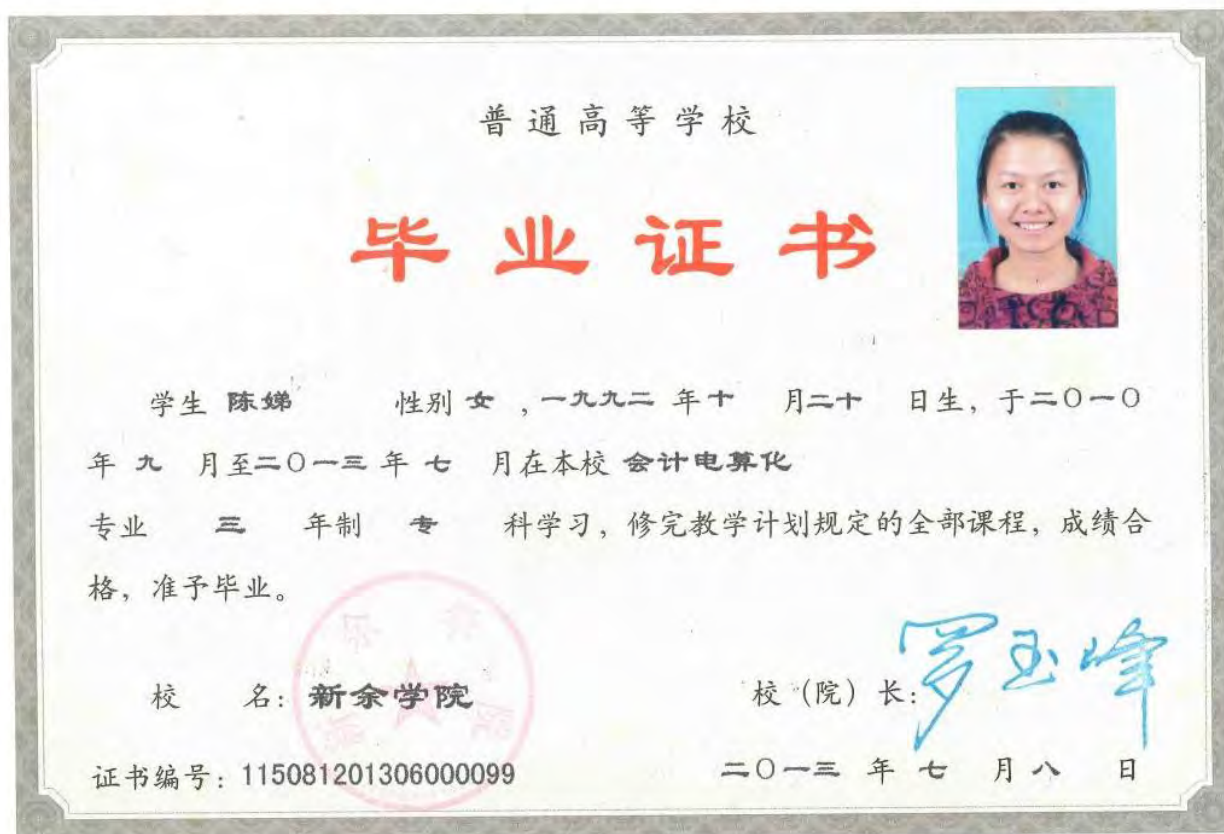 普通高等学校
毕业证书
学生 陈娣 性别 女 ，一九九二 年十 月二十 日生，于二〇一〇
年 九 月至二〇一三 年 七 月在本校 会计电算化
专业 三 年制 专 科学习，修完教学计划规定的全部课程，成绩合
格，准予毕业。
校 名：新余学院
校（院）长：罗玉峰
证书编号：115081201306000099
二〇一三 年 七 月 八 日